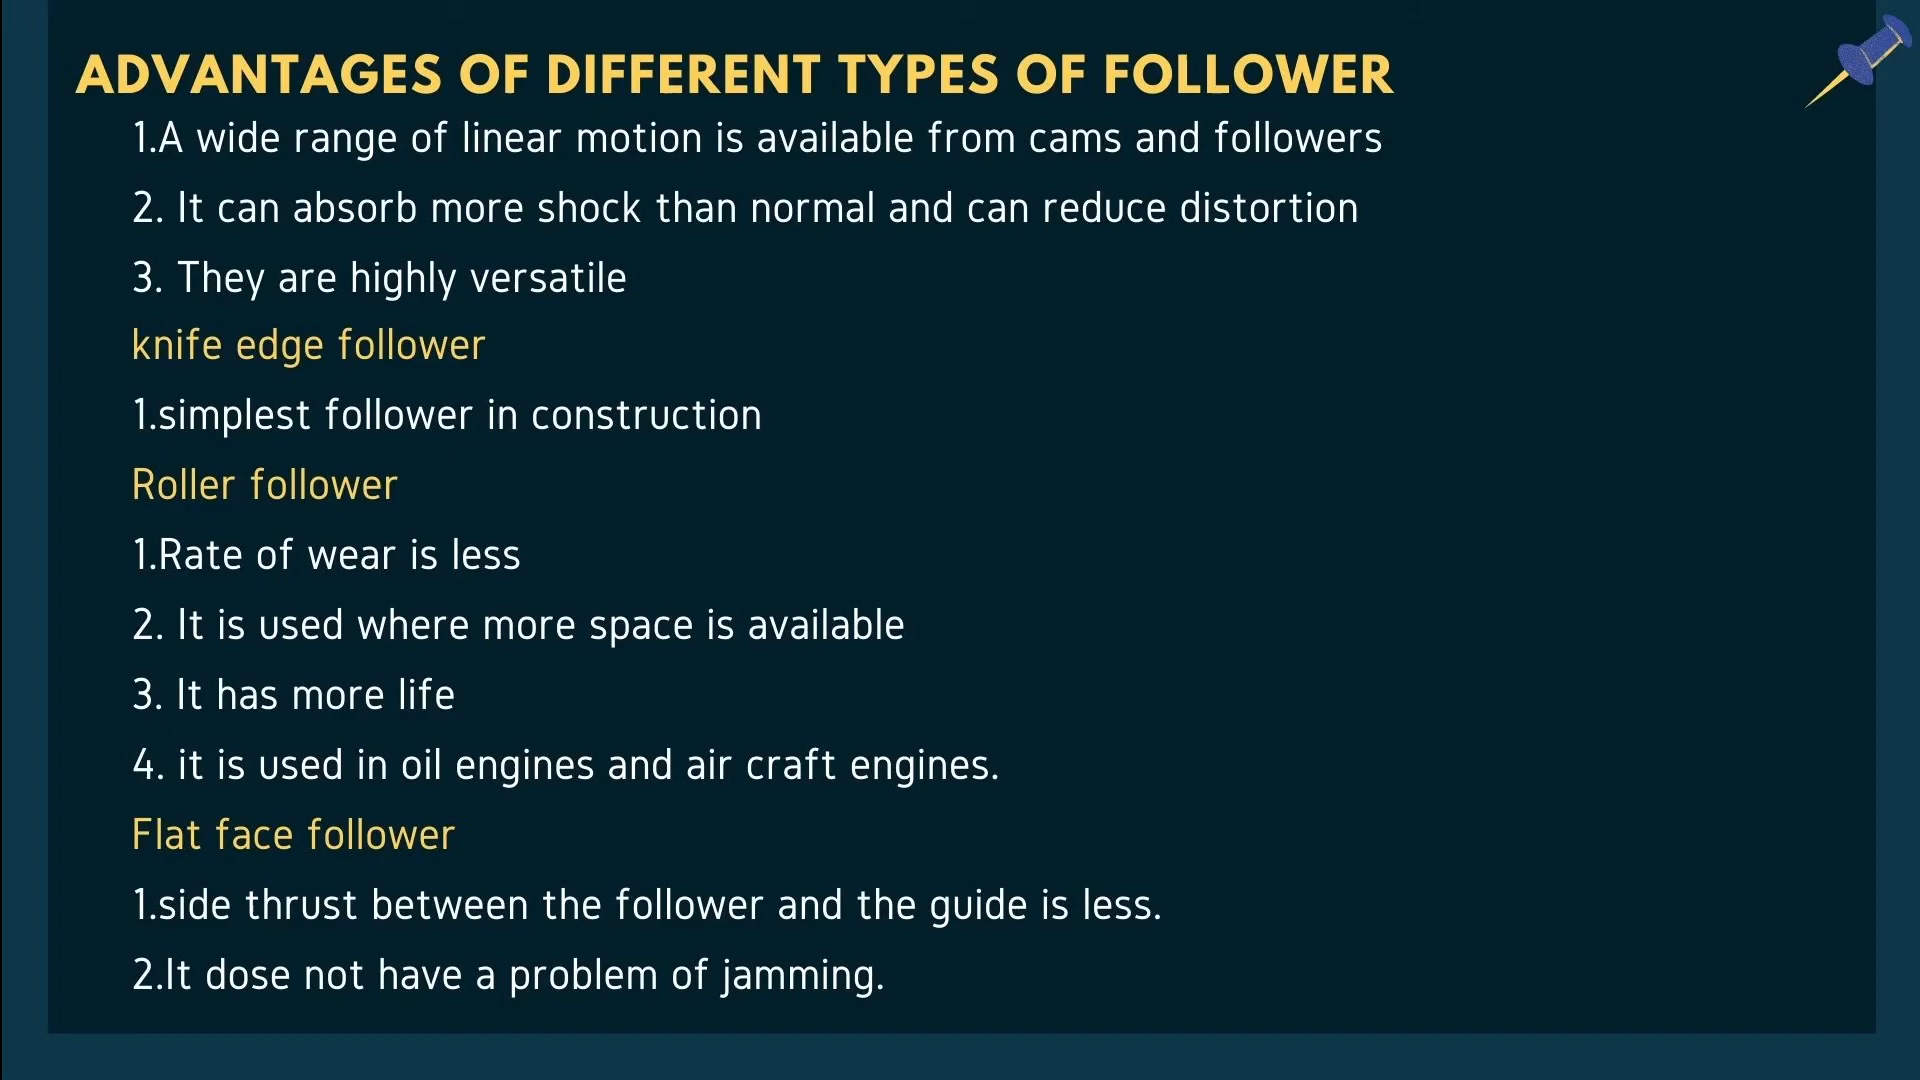 ADVANTAGES OF DIFFERENT TYPES OF FOLLOWER
1.A wide range of linear motion is available from cams and followers
2. It can absorb more shock than normal and can reduce distortion
3. They are highly versatile
knife edge follower
1.simplest follower in construction
Roller follower
1.Rate of wear is less
2. It is used where more space is available
3. It has more life
4. it is used in oil engines and air craft engines.
Flat face follower
1.side thrust between the follower and the guide is less.
2.It dose not have a problem of jamming.